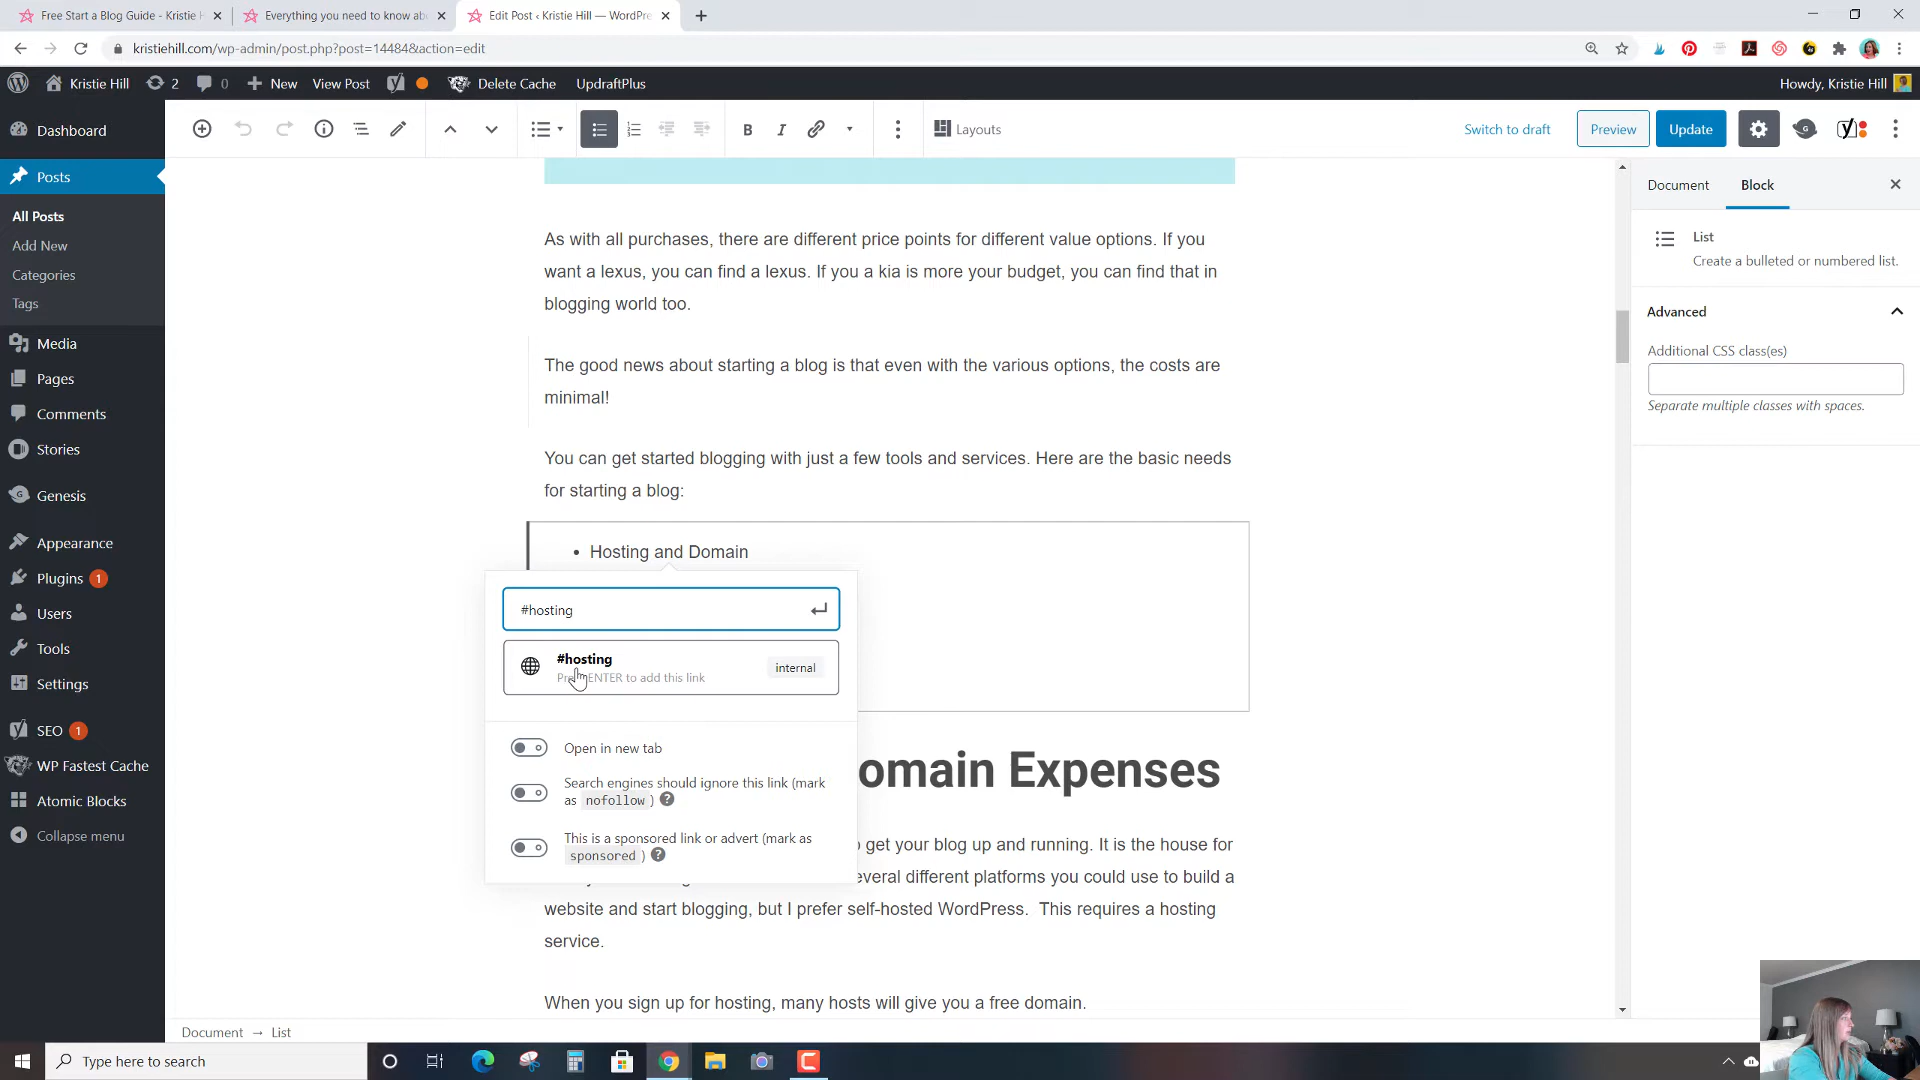 Free Start a Blog Guide - Kristie H
Everything you need to know abo
Edit Post ‹ Kristie Hill — WordPre
kristiehill.com/wp-admin/post.php?post=14484&action=edit
Kristie Hill
2
0
New
View Post
Delete Cache
UpdraftPlus
Howdy, Kristie Hill
Layouts
Switch to draft
Preview
Update
Dashboard
Posts
All Posts
Add New
Categories
Tags
Media
Pages
Comments
Stories
Genesis
Appearance
Plugins 1
Users
Tools
Settings
SEO 1
WP Fastest Cache
Atomic Blocks
Collapse menu
As with all purchases, there are different price points for different value options. If you
want a lexus, you can find a lexus. If you a kia is more your budget, you can find that in
blogging world too.
The good news about starting a blog is that even with the various options, the costs are
minimal!
You can get started blogging with just a few tools and services. Here are the basic needs
for starting a blog:
• Hosting and Domain
#hosting
#hosting
ENTER to add this link
internal
Open in new tab
Search engines should ignore this link (mark
as nofollow )
This is a sponsored link or advert (mark as
sponsored )
omain Expenses
get your blog up and running. It is the house for
everal different platforms you could use to build a
website and start blogging, but I prefer self-hosted WordPress. This requires a hosting
service.
When you sign up for hosting, many hosts will give you a free domain.
Document
Block
List
Create a bulleted or numbered list.
Advanced
Additional CSS class(es)
Separate multiple classes with spaces.
Document → List
Type here to search